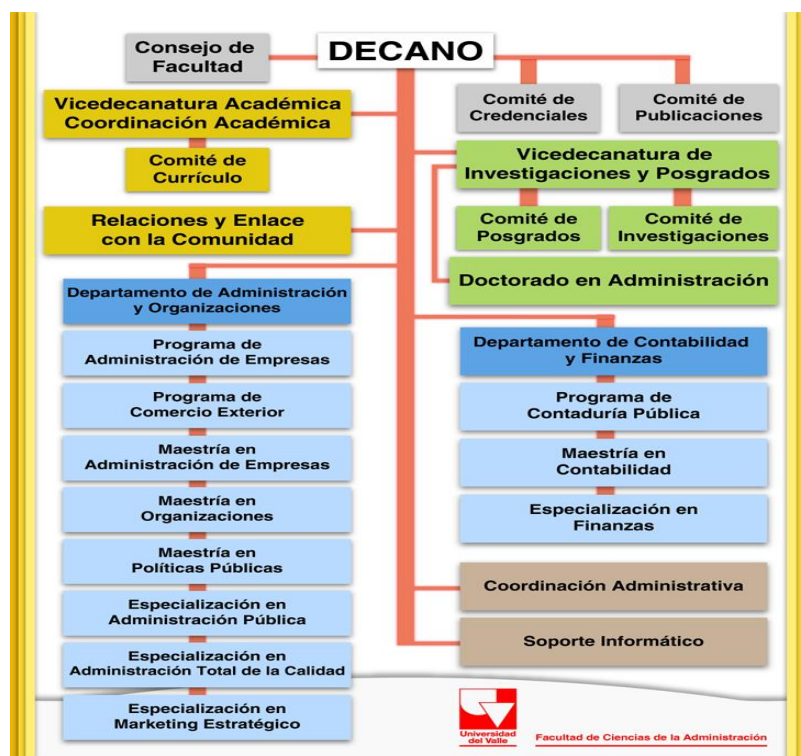 DECANO
Consejo de
Facultad
Comité de
Credenciales
Comité de
Publicaciones
Vicedecanatura Académica
Coordinación Académica
Comité de
Currículo
Vicedecanatura de
Investigaciones y Posgrados
Comité de
Posgrados
Comité de
Investigaciones
Relaciones y Enlace
con la Comunidad
Doctorado en Administración
Departamento de Administración
y Organizaciones
Programa de
Administración de Empresas
Programa de
Comercio Exterior
Maestría en
Administración de Empresas
Maestría en
Organizaciones
Maestría en
Políticas Públicas
Especialización en
Administración Pública
Especialización en
Administración Total de la Calidad
Especialización en
Marketing Estratégico
Departamento de Contabilidad
y Finanzas
Programa de
Contaduría Pública
Maestría en
Contabilidad
Especialización en
Finanzas
Coordinación Administrativa
Soporte Informático
Universidad
del Valle
Facultad de Ciencias de la Administración